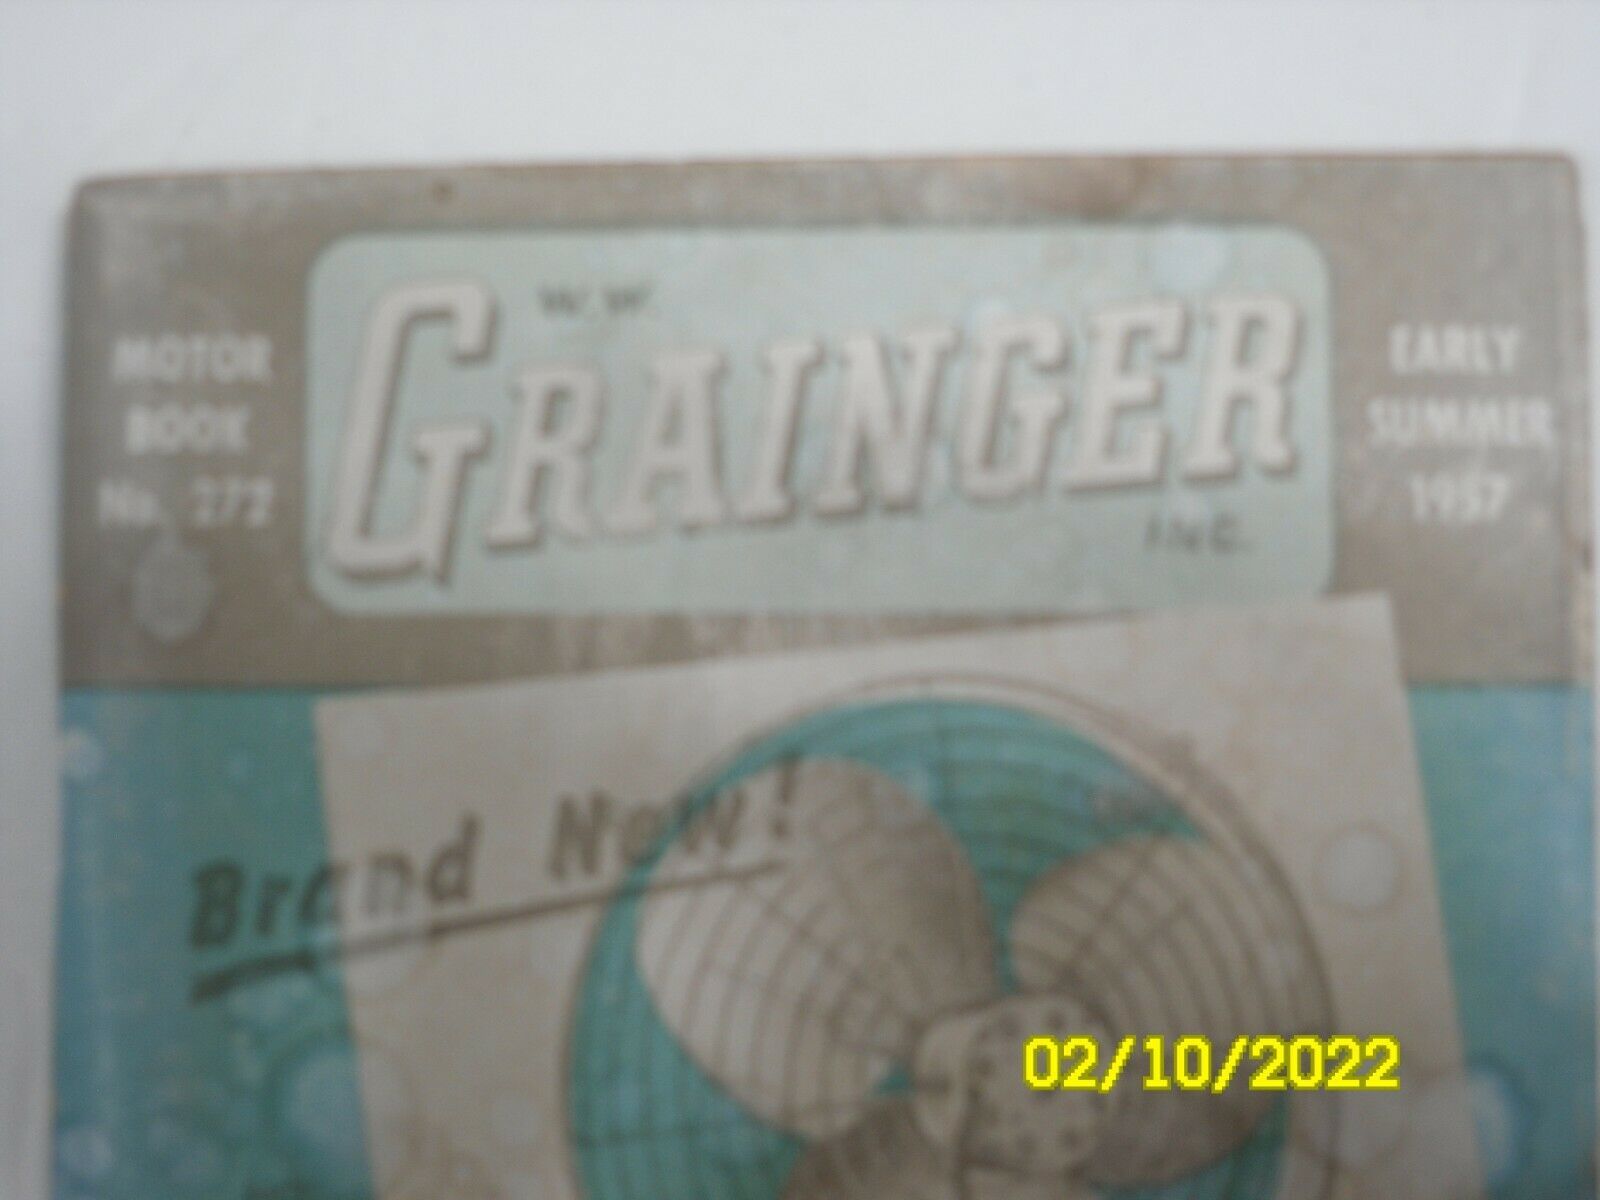 MOTOR
BOOK
No. 272
W.W.
GRAINGER
INC.
EARLY
SUMMER
1957
Brand New!
02/10/2022